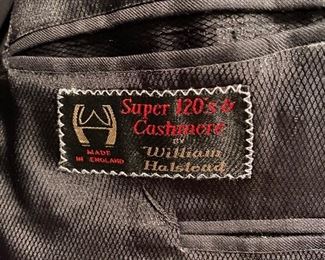 Super 120's &
Cashmere
BY
William
Halstead
MADE
IN ENGLAND